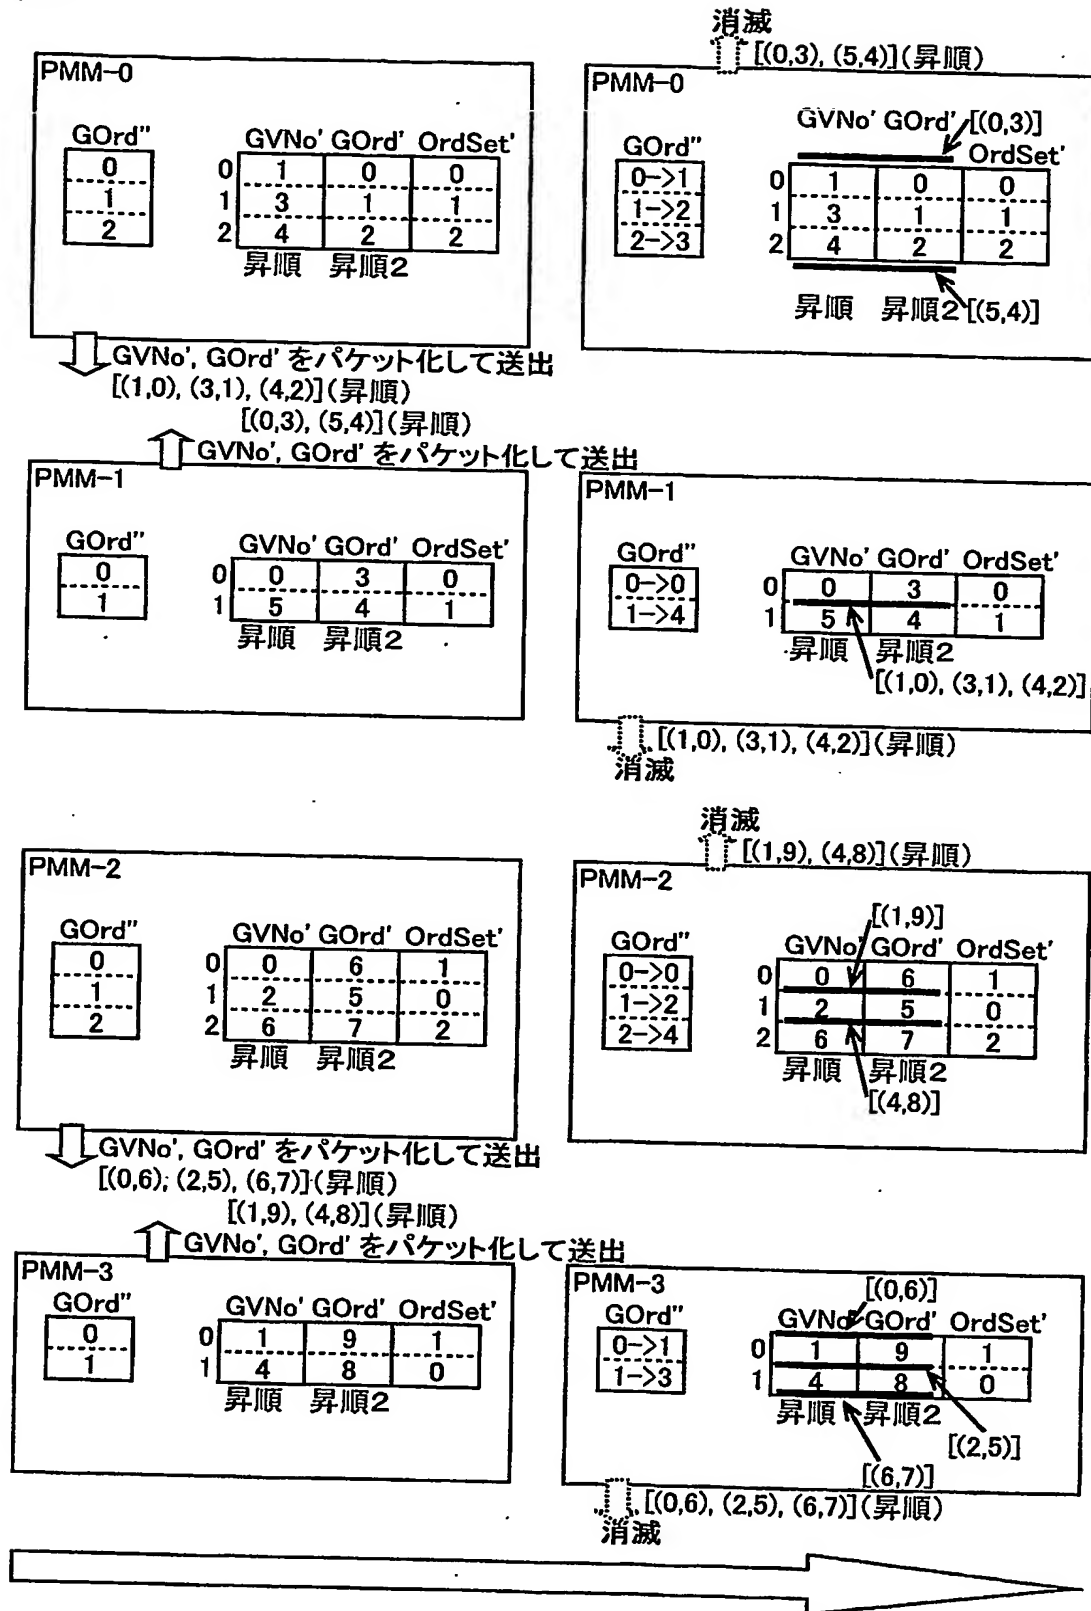 PMM-0
GOrd"
0
1
2
GVNo' GOrd' OrdSet'
0 1 0 0
1 3 1 1
2 4 2 2
昇順 昇順2
GVNo', GOrd' をパケット化して送出
[(1,0), (3,1), (4,2)](昇順)
消滅
[(0,3), (5,4)](昇順)
PMM-0
GOrd"
0->1
1->2
2->3
GVNo' GOrd' [(0,3)]
OrdSet'
0 1 0 0
1 3 1 1
2 4 2 2
昇順 昇順2 [(5,4)]
[(0,3), (5,4)](昇順)
GVNo', GOrd' をパケット化して送出
PMM-1
GOrd"
0
1
GVNo' GOrd' OrdSet'
0 0 3 0
1 5 4 1
昇順 昇順2
PMM-1
GOrd"
0->0
1->4
GVNo' GOrd' OrdSet'
0 0 3 0
1 5 4 1
昇順 昇順2
[(1,0), (3,1), (4,2)]
[(1,0), (3,1), (4,2)](昇順)
消滅
PMM-2
GOrd"
0
1
2
GVNo' GOrd' OrdSet'
0 0 6 1
1 2 5 0
2 6 7 2
昇順 昇順2
GVNo', GOrd' をパケット化して送出
[(0,6); (2,5), (6,7)](昇順)
消滅
[(1,9), (4,8)](昇順)
PMM-2
[(1,9)]
GOrd"
0->0
1->2
2->4
GVNo' GOrd' OrdSet'
0 0 6 1
1 2 5 0
2 6 7 2
昇順 昇順2
[(4,8)]
[(1,9), (4,8)](昇順)
GVNo', GOrd' をパケット化して送出
PMM-3
GOrd"
0
1
GVNo' GOrd' OrdSet'
0 1 9 1
1 4 8 0
昇順 昇順2
PMM-3
[(0,6)]
GOrd"
0->1
1->3
GVNo' GOrd' OrdSet'
0 1 9 1
1 4 8 0
昇順 昇順2
[(2,5)]
[(6,7)]
[(0,6), (2,5), (6,7)](昇順)
消滅